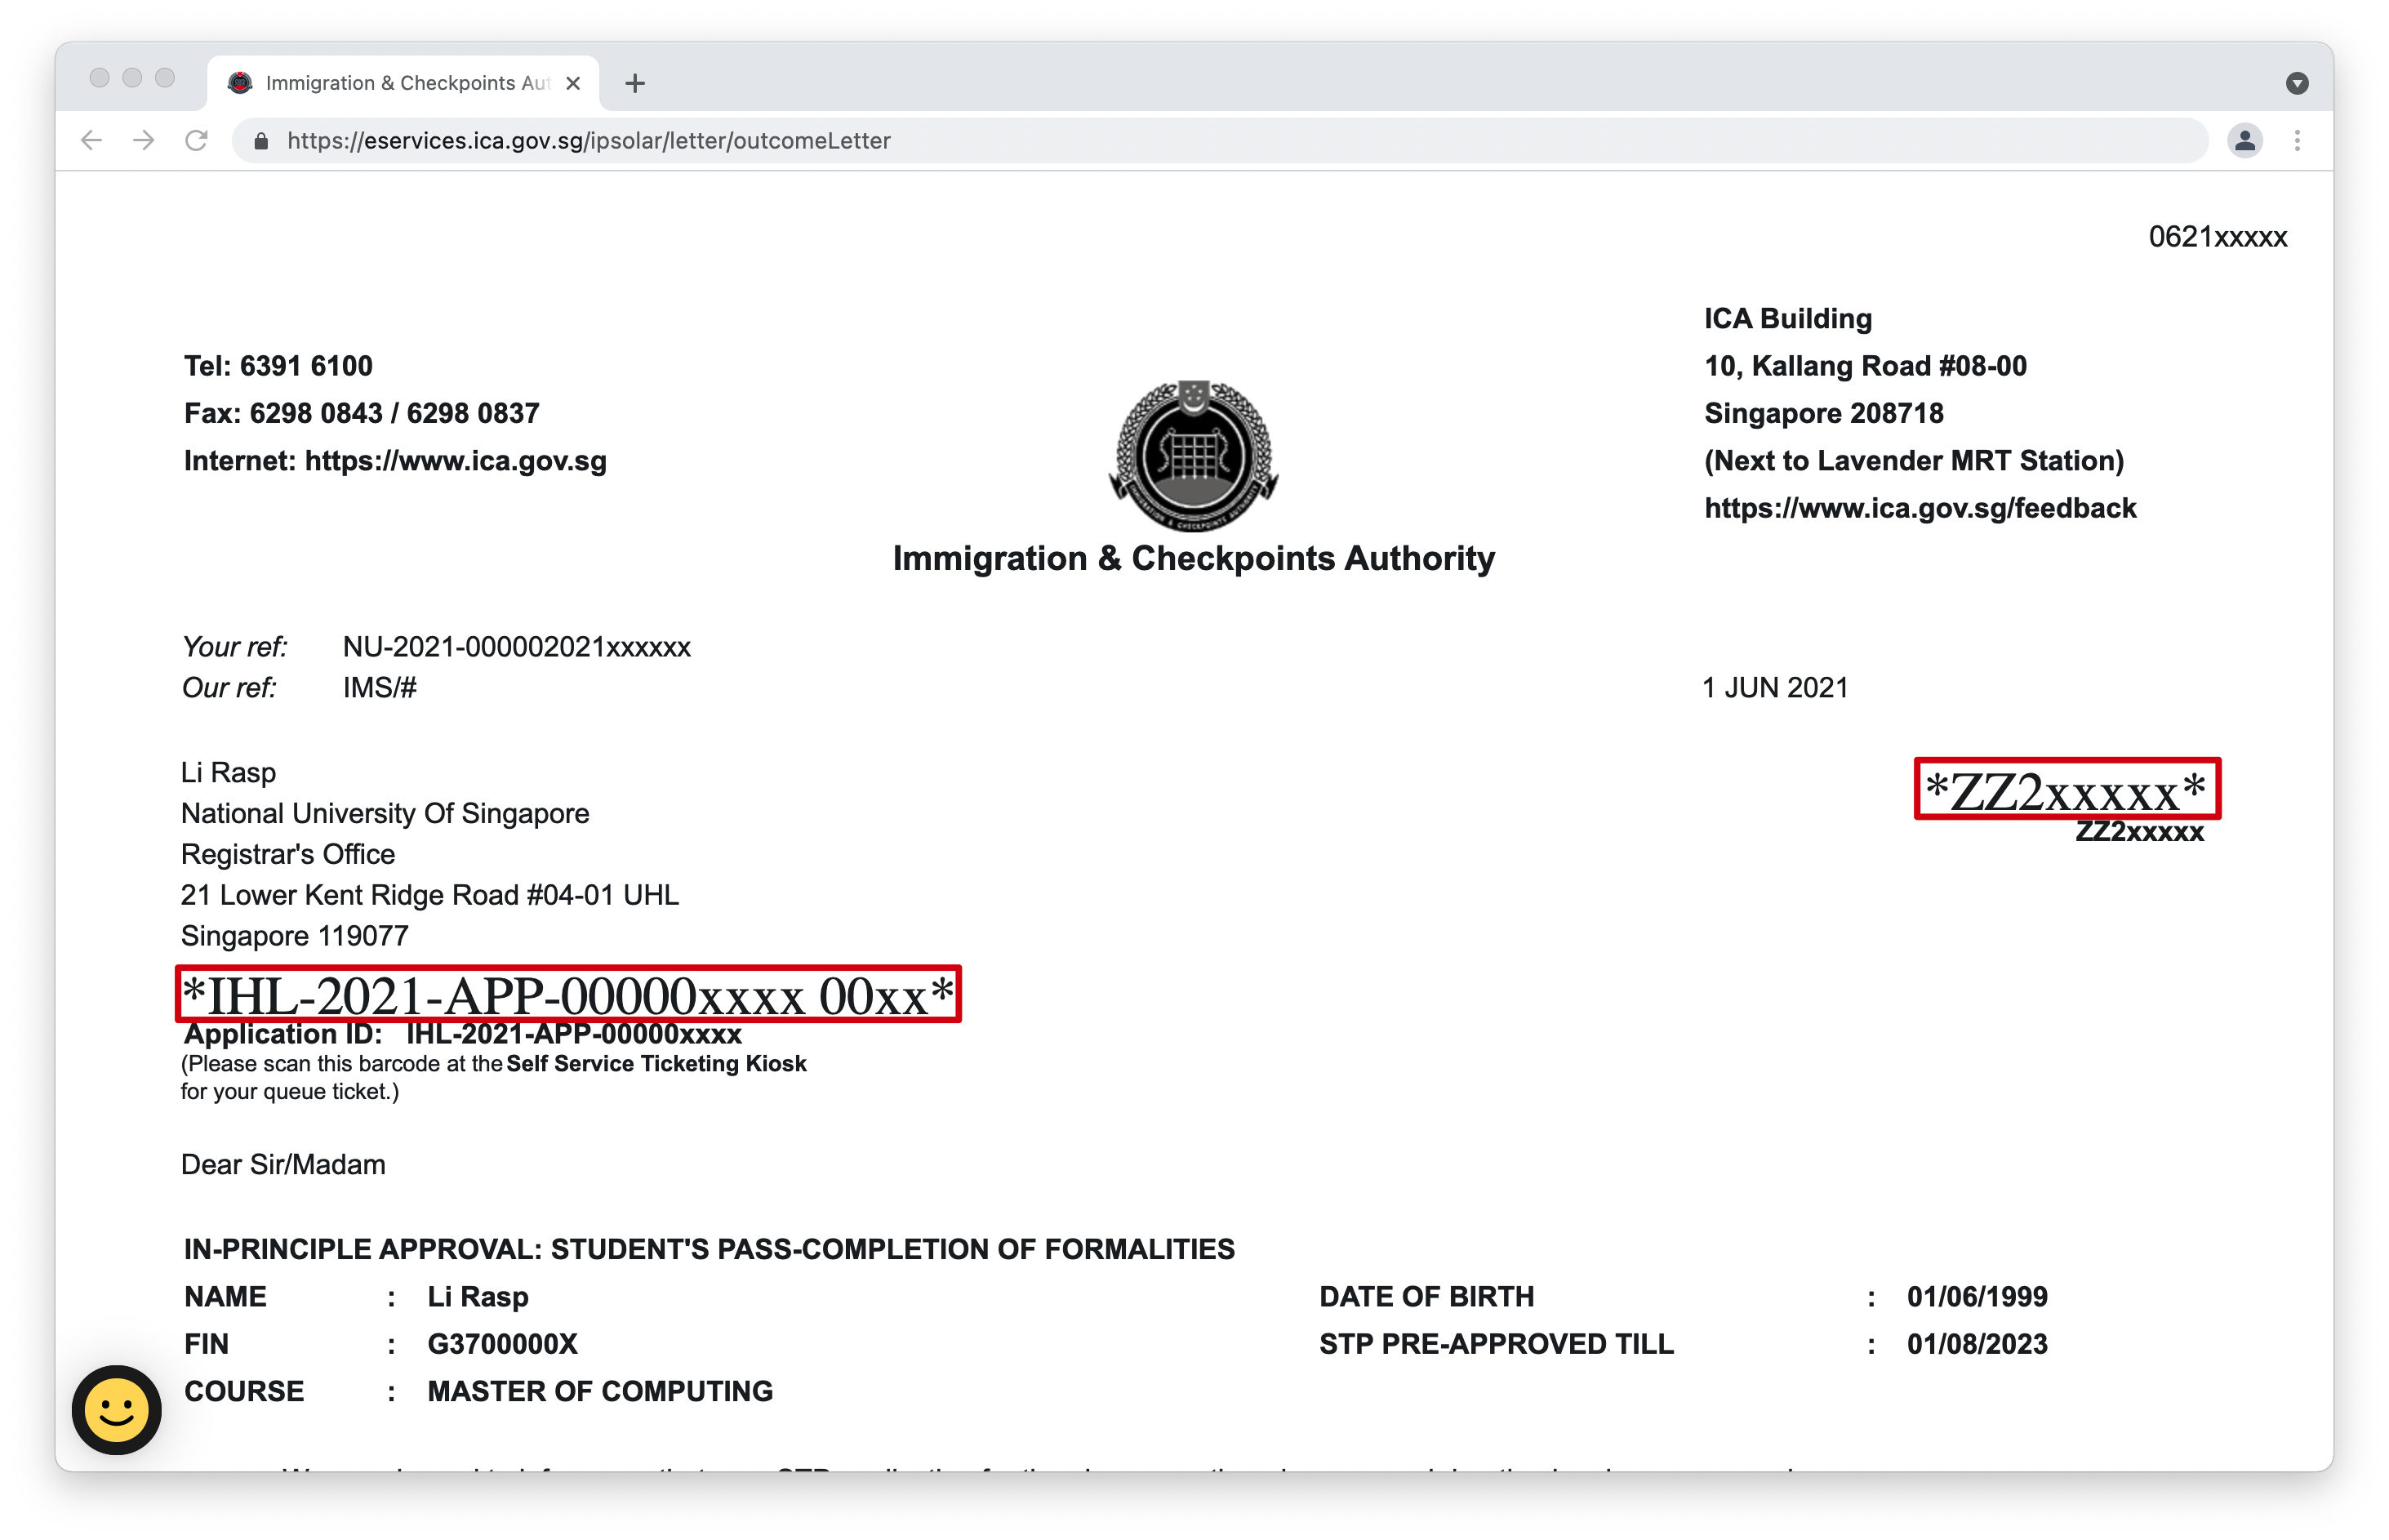 Immigration & Checkpoints Aut
https://eservices.ica.gov.sg/ipsolar/letter/outcomeLetter
0621xxxxx
Tel: 6391 6100
Fax: 6298 0843 / 6298 0837
Internet: https://www.ica.gov.sg
IMMIGRATION & CHECKPOINTS AUTHORITY
Immigration & Checkpoints Authority
ICA Building
10, Kallang Road #08-00
Singapore 208718
(Next to Lavender MRT Station)
https://www.ica.gov.sg/feedback
Your ref: NU-2021-000002021xxxxxx
Our ref: IMS/#
1 JUN 2021
Li Rasp
National University Of Singapore
Registrar's Office
21 Lower Kent Ridge Road #04-01 UHL
Singapore 119077
*ZZ2xxxxx*
ZZ2xxxxx
*IHL-2021-APP-00000xxxx 00xx*
Application ID: IHL-2021-APP-00000xxxx
(Please scan this barcode at the Self Service Ticketing Kiosk
for your queue ticket.)
Dear Sir/Madam
IN-PRINCIPLE APPROVAL: STUDENT'S PASS-COMPLETION OF FORMALITIES
NAME : Li Rasp DATE OF BIRTH : 01/06/1999
FIN : G3700000X STP PRE-APPROVED TILL : 01/08/2023
COURSE : MASTER OF COMPUTING